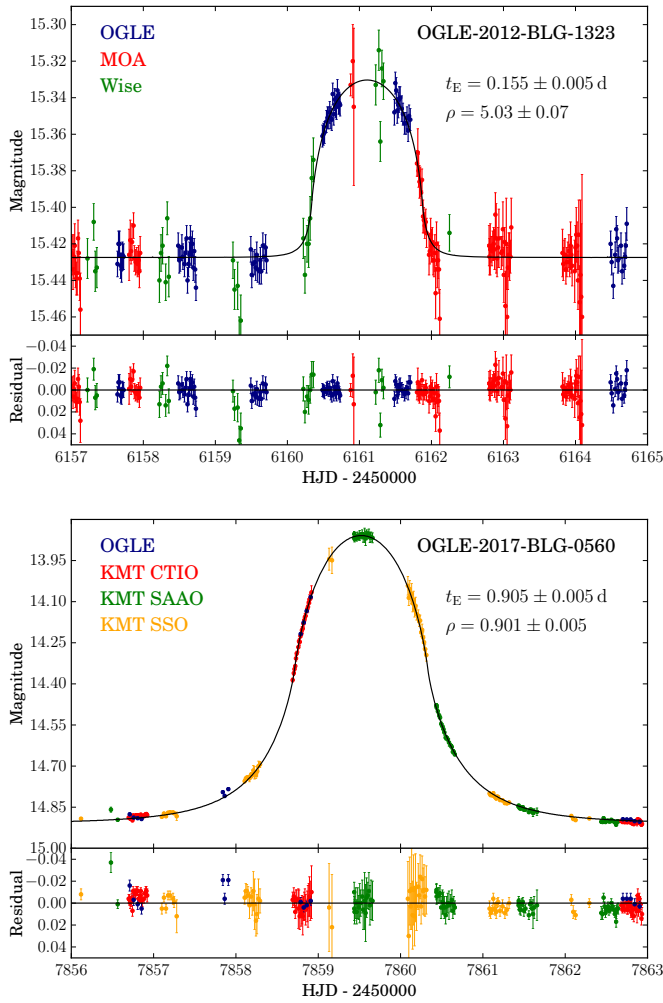 OGLE
MOA
Wise
OGLE-2012-BLG-1323
t_E = 0.155 ± 0.005 d
ρ = 5.03 ± 0.07
Magnitude
15.30
15.32
15.34
15.36
15.38
15.40
15.42
15.44
15.46
Residual
−0.04
−0.02
0.00
0.02
0.04
6157 6158 6159 6160 6161 6162 6163 6164 6165
HJD - 2450000
OGLE
KMT CTIO
KMT SAAO
KMT SSO
OGLE-2017-BLG-0560
t_E = 0.905 ± 0.005 d
ρ = 0.901 ± 0.005
Magnitude
13.95
14.10
14.25
14.40
14.55
14.70
14.85
15.00
Residual
−0.04
−0.02
0.00
0.02
0.04
7856 7857 7858 7859 7860 7861 7862 7863
HJD - 2450000